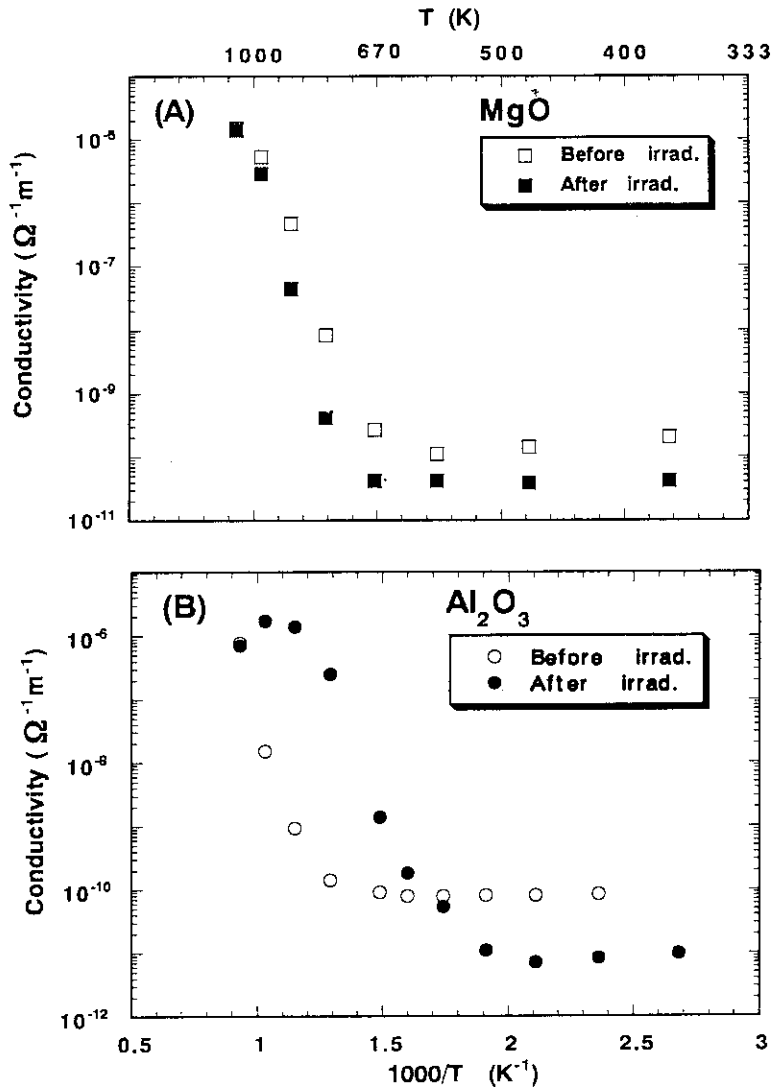 T (K)
1000 670 500 400 333
(A)
MgO
Before irrad.
After irrad.
10⁻⁵
10⁻⁷
10⁻⁹
10⁻¹¹
Conductivity (Ω⁻¹m⁻¹)
(B)
Al₂O₃
Before irrad.
After irrad.
10⁻⁶
10⁻⁸
10⁻¹⁰
10⁻¹²
Conductivity (Ω⁻¹m⁻¹)
0.5 1 1.5 2 2.5 3
1000/T (K⁻¹)